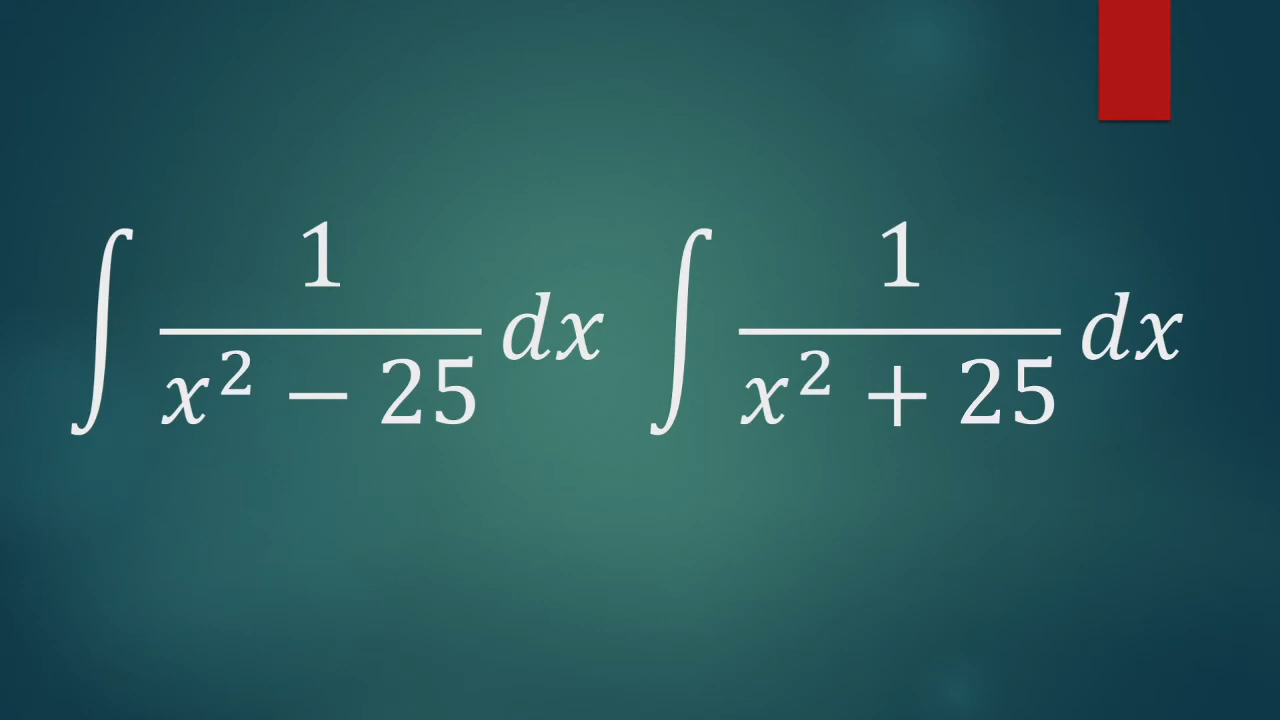 ∫ 1/(x² − 25) dx ∫ 1/(x² + 25) dx